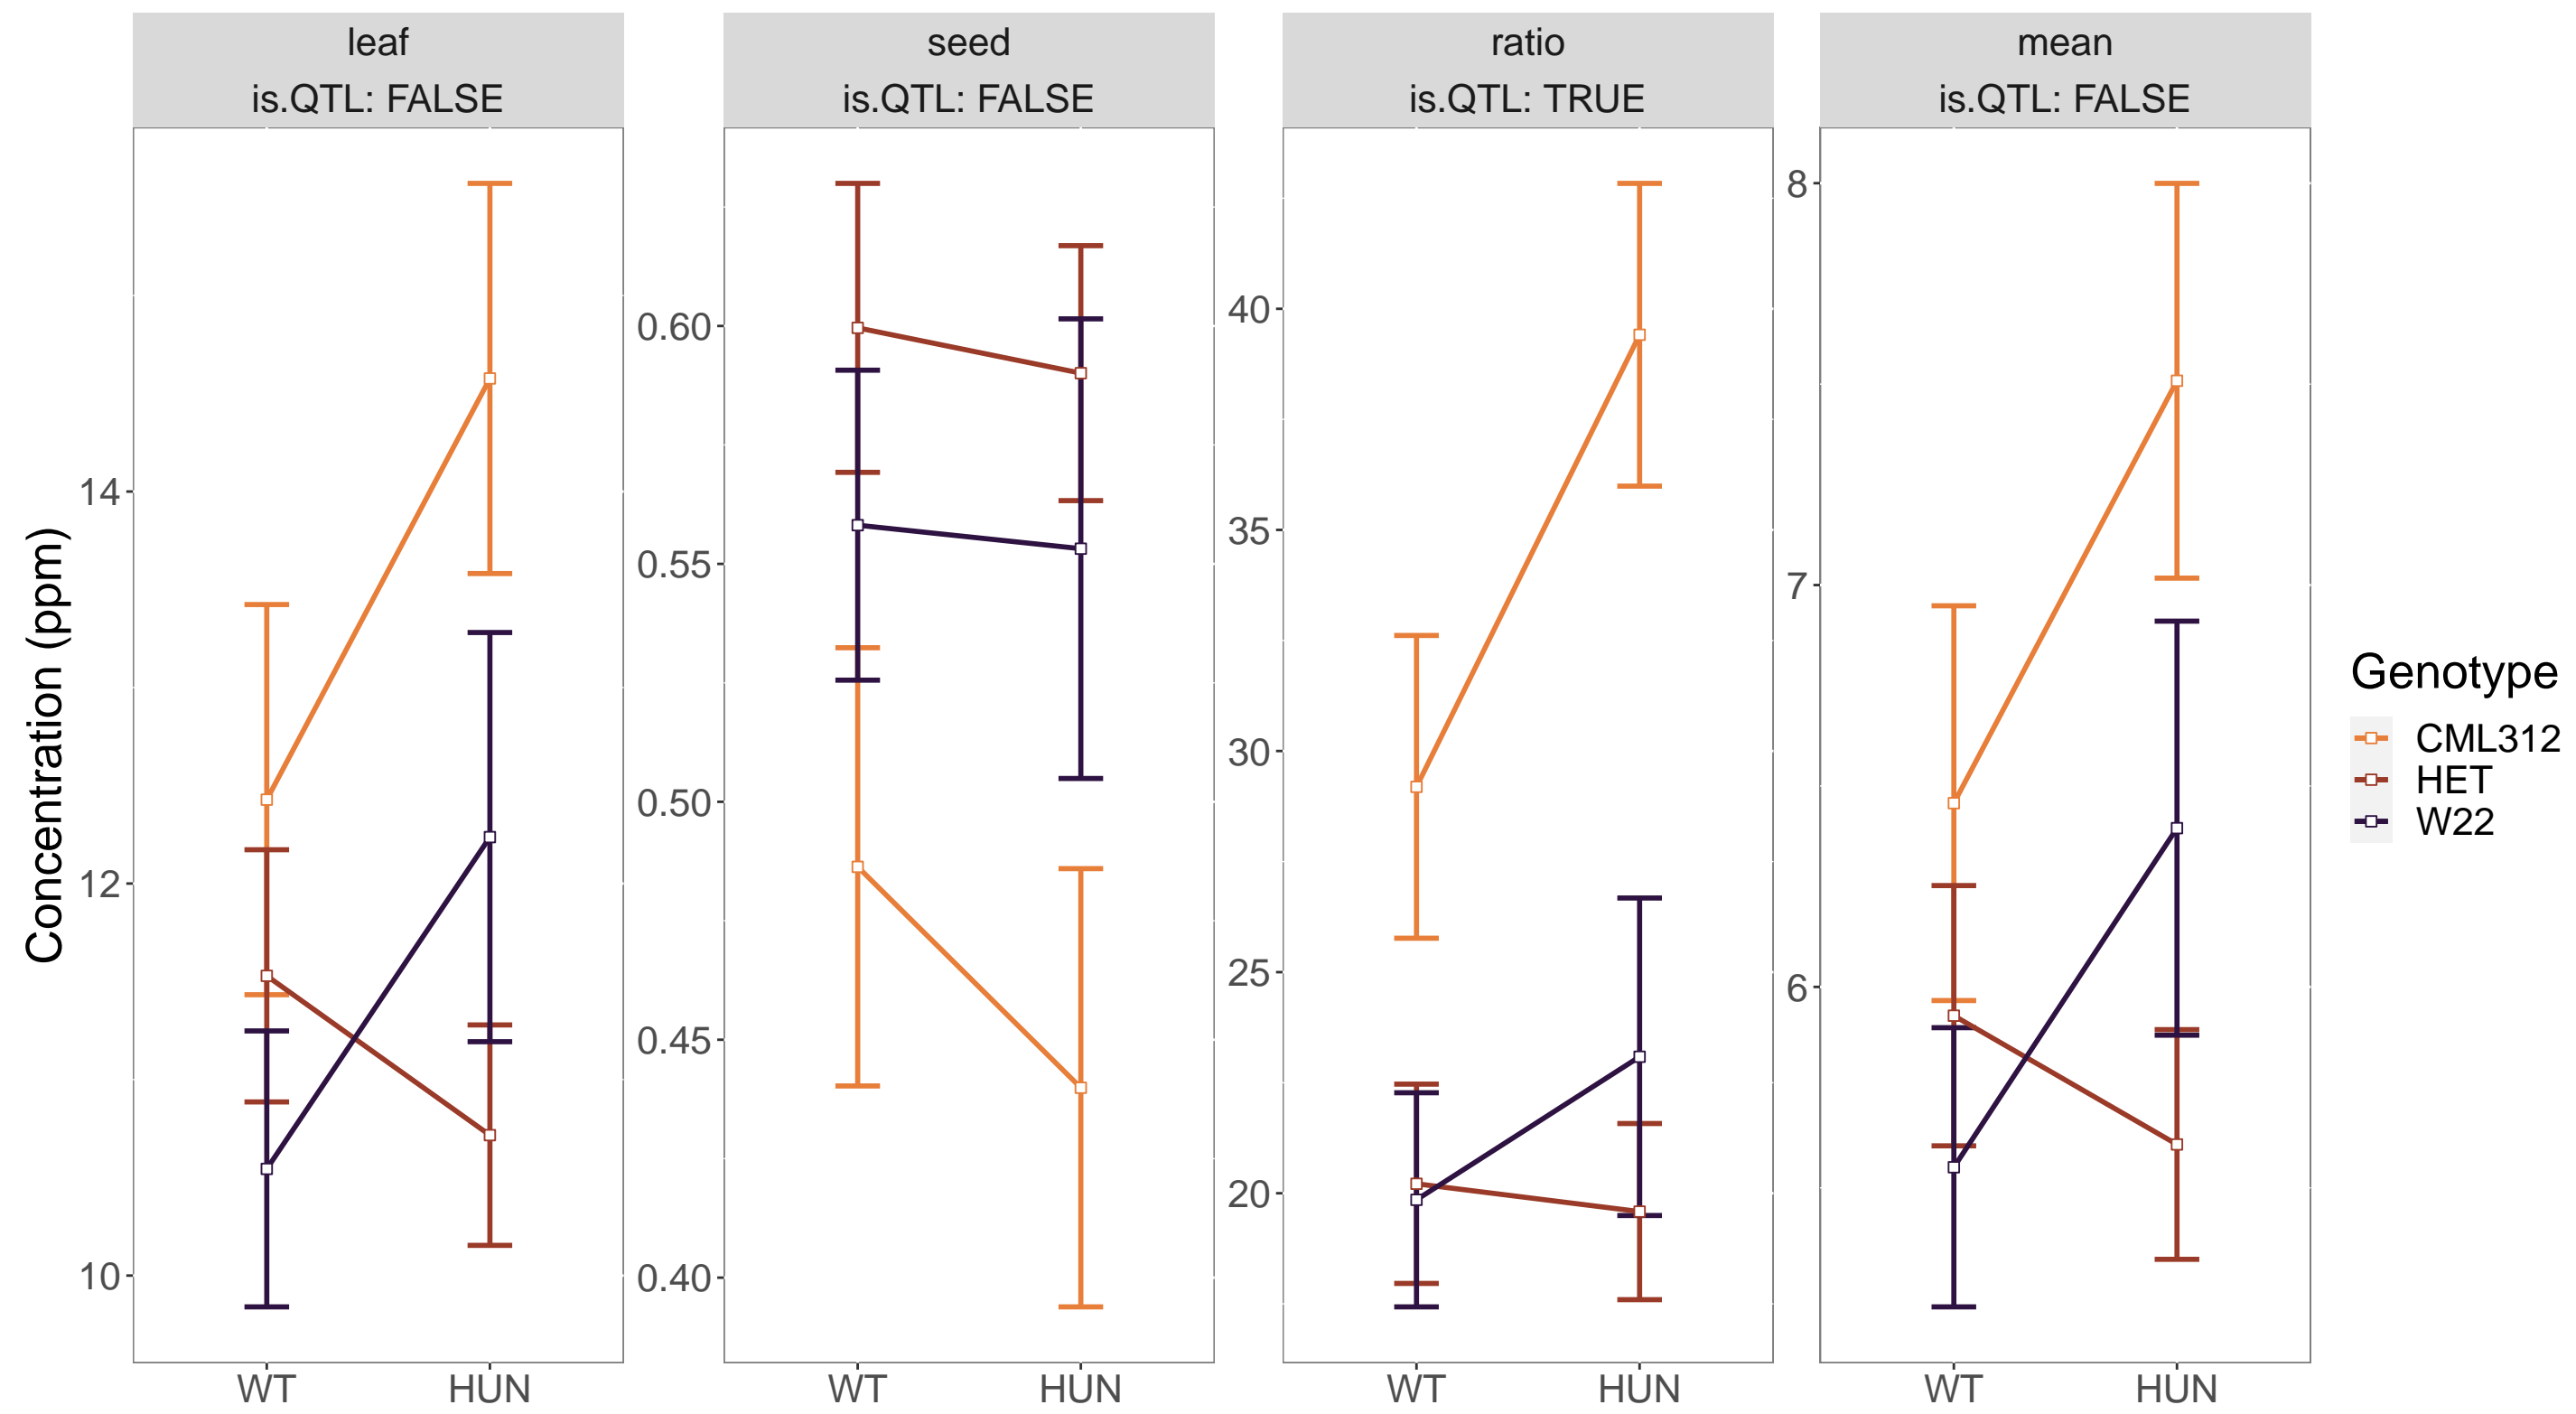 leaf
is.QTL: FALSE
seed
is.QTL: FALSE
ratio
is.QTL: TRUE
mean
is.QTL: FALSE
Concentration (ppm)
14
12
10
WT HUN
0.60
0.55
0.50
0.45
0.40
WT HUN
40
35
30
25
20
WT HUN
8
7
6
WT HUN
Genotype
CML312
HET
W22